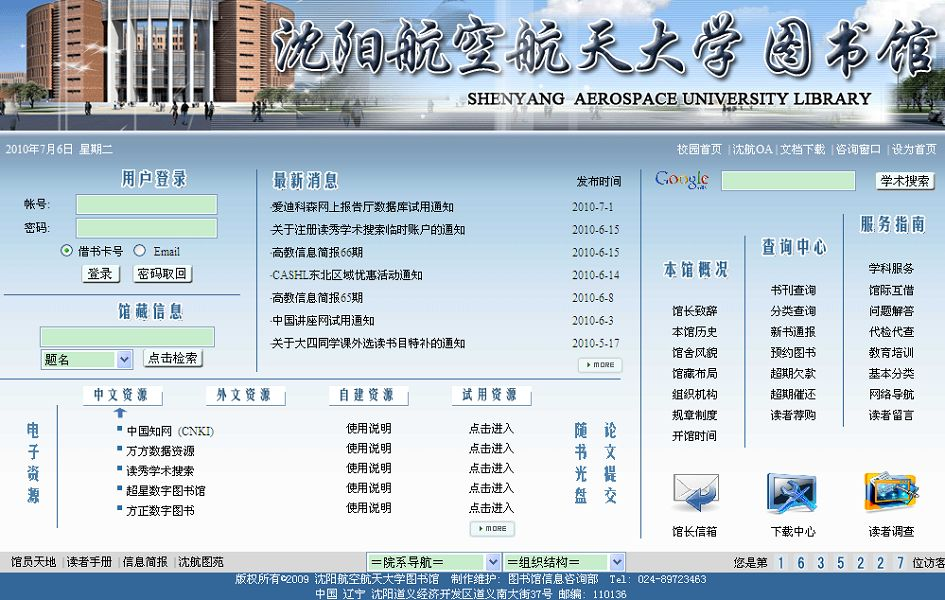 沈阳航空航天大学 图书馆
SHENYANG AEROSPACE UNIVERSITY LIBRARY
2010年7月6日 星期二
校园首页 | 沈航OA | 文档下载 | 咨询窗口 | 设为首页
用户登录
帐号:
密码:
借书卡号 Email
登录 密码取回
馆藏信息
题名 点击检索
最新消息 发布时间
·爱迪科森网上报告厅数据库试用通知 2010-7-1
·关于注册读秀学术搜索临时账户的通知 2010-6-15
·高教信息简报66期 2010-6-15
·CASHL东北区域优惠活动通知 2010-6-14
·高教信息简报65期 2010-6-8
·中国讲座网试用通知 2010-6-3
·关于大四同学课外选读书目特补的通知 2010-5-17
MORE
Google 学术搜索
本馆概况
馆长致辞
本馆历史
馆舍风貌
馆藏布局
组织机构
规章制度
开馆时间
查询中心
书刊查询
分类查询
新书通报
预约图书
超期欠款
超期催还
读者荐购
服务指南
学科服务
馆际互借
问题解答
代检代查
教育培训
基本分类
网络导航
读者留言
中文资源 外文资源 自建资源 试用资源
电子资源
中国知网 (CNKI) 使用说明 点击进入
万方数据资源 使用说明 点击进入
读秀学术搜索 使用说明 点击进入
超星数字图书馆 使用说明 点击进入
方正数字图书 使用说明 点击进入
MORE
随书光盘
论文提交
馆长信箱 下载中心 读者调查
馆员天地 | 读者手册 | 信息简报 | 沈航图苑
=院系导航= =组织结构=
您是第 1 6 3 5 2 2 7 位访客
版权所有©2009 沈阳航空航天大学图书馆 制作维护: 图书馆信息咨询部 Tel: 024-89723463
中国 辽宁 沈阳道义经济开发区道义南大街37号 邮编: 110136